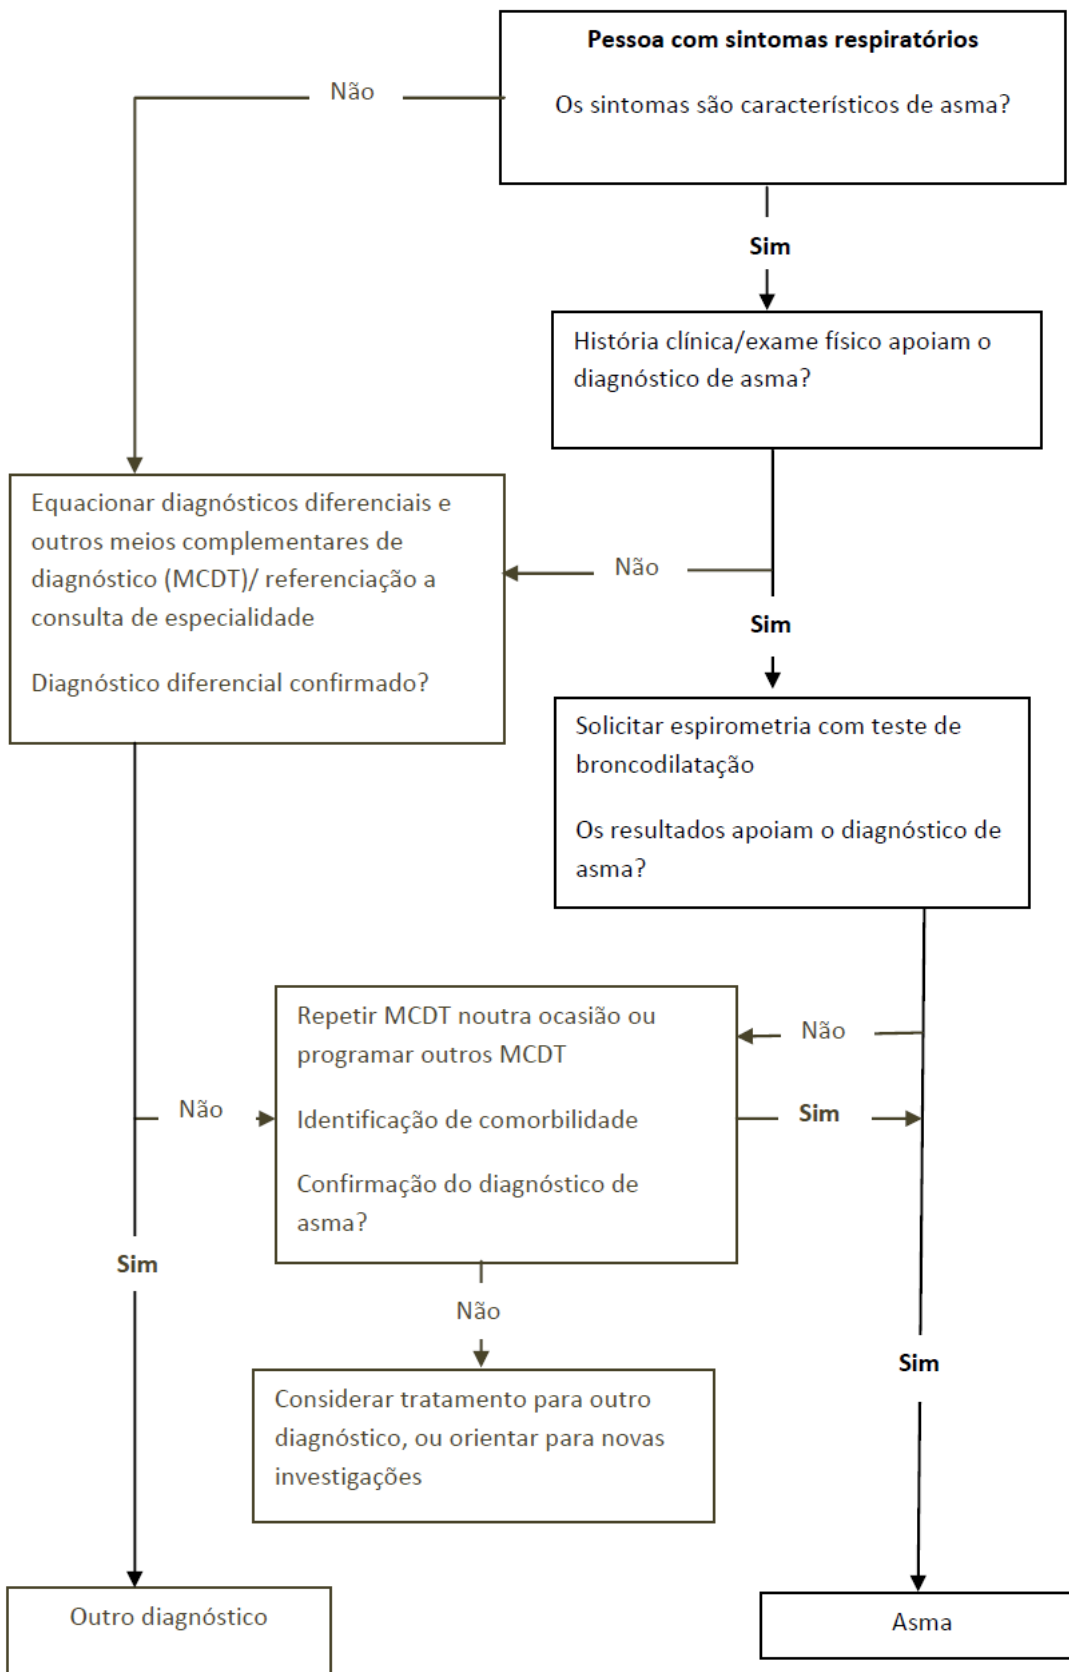 Pessoa com sintomas respiratórios
Os sintomas são característicos de asma?
Não
Sim
História clínica/exame físico apoiam o
diagnóstico de asma?
Equacionar diagnósticos diferenciais e
outros meios complementares de
diagnóstico (MCDT)/ referenciação a
consulta de especialidade
Diagnóstico diferencial confirmado?
Não
Sim
Solicitar espirometria com teste de
broncodilatação
Os resultados apoiam o diagnóstico de
asma?
Repetir MCDT noutra ocasião ou
programar outros MCDT
Identificação de comorbilidade
Confirmação do diagnóstico de
asma?
Não
Não
Sim
Sim
Não
Sim
Considerar tratamento para outro
diagnóstico, ou orientar para novas
investigações
Outro diagnóstico
Asma